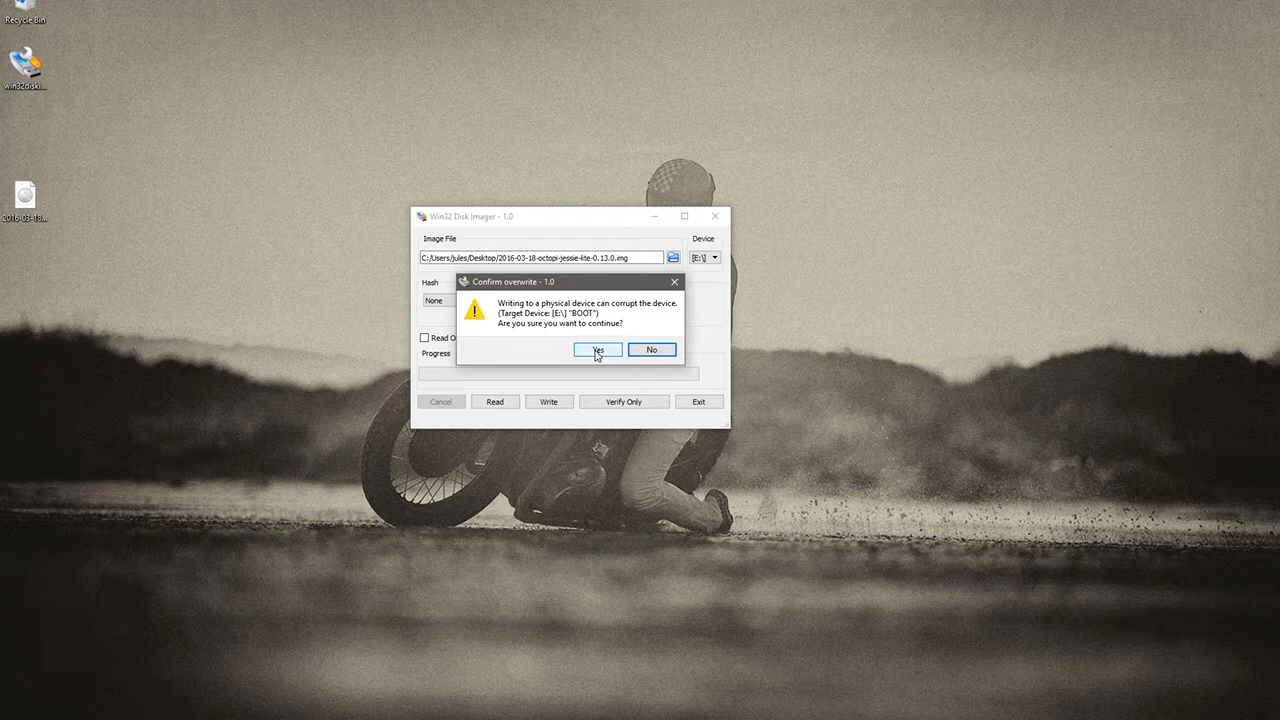 Recycle Bin
win32diski...
2016-03-18...
Win32 Disk Imager - 1.0
Image File
Device
C:/Users/jules/Desktop/2016-03-18-octopi-jessie-lite-0.13.0.img
[E:\]
Hash
None
Confirm overwrite - 1.0
Writing to a physical device can corrupt the device.
(Target Device: [E:\] "BOOT")
Are you sure you want to continue?
Yes
No
Read O
Progress
Cancel
Read
Write
Verify Only
Exit